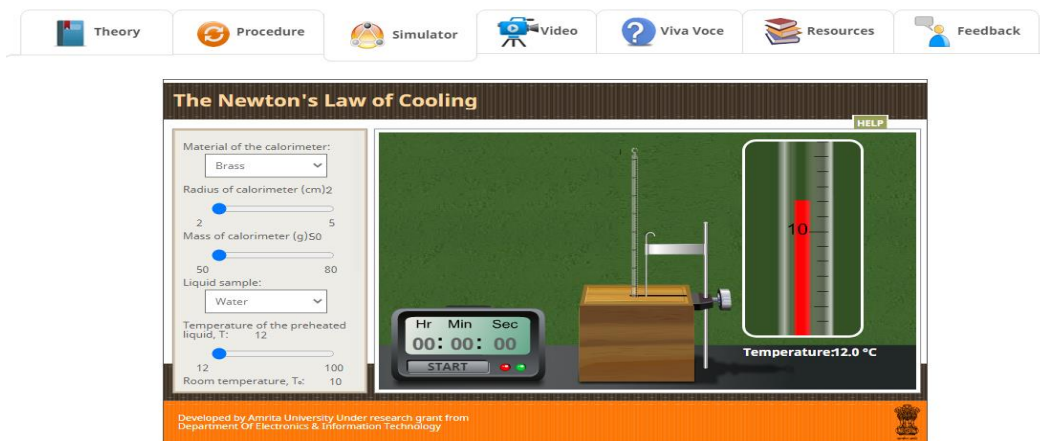 Theory
Procedure
Simulator
Video
Viva Voce
Resources
Feedback
The Newton's Law of Cooling
HELP
Material of the calorimeter:
Brass
Radius of calorimeter (cm)2
2 5
Mass of calorimeter (g)50
50 80
Liquid sample:
Water
Temperature of the preheated
liquid, T: 12
12 100
Room temperature, Tₑ: 10
Hr Min Sec
00: 00: 00
START
10
Temperature:12.0 °C
Developed by Amrita University Under research grant from
Department Of Electronics & Information Technology